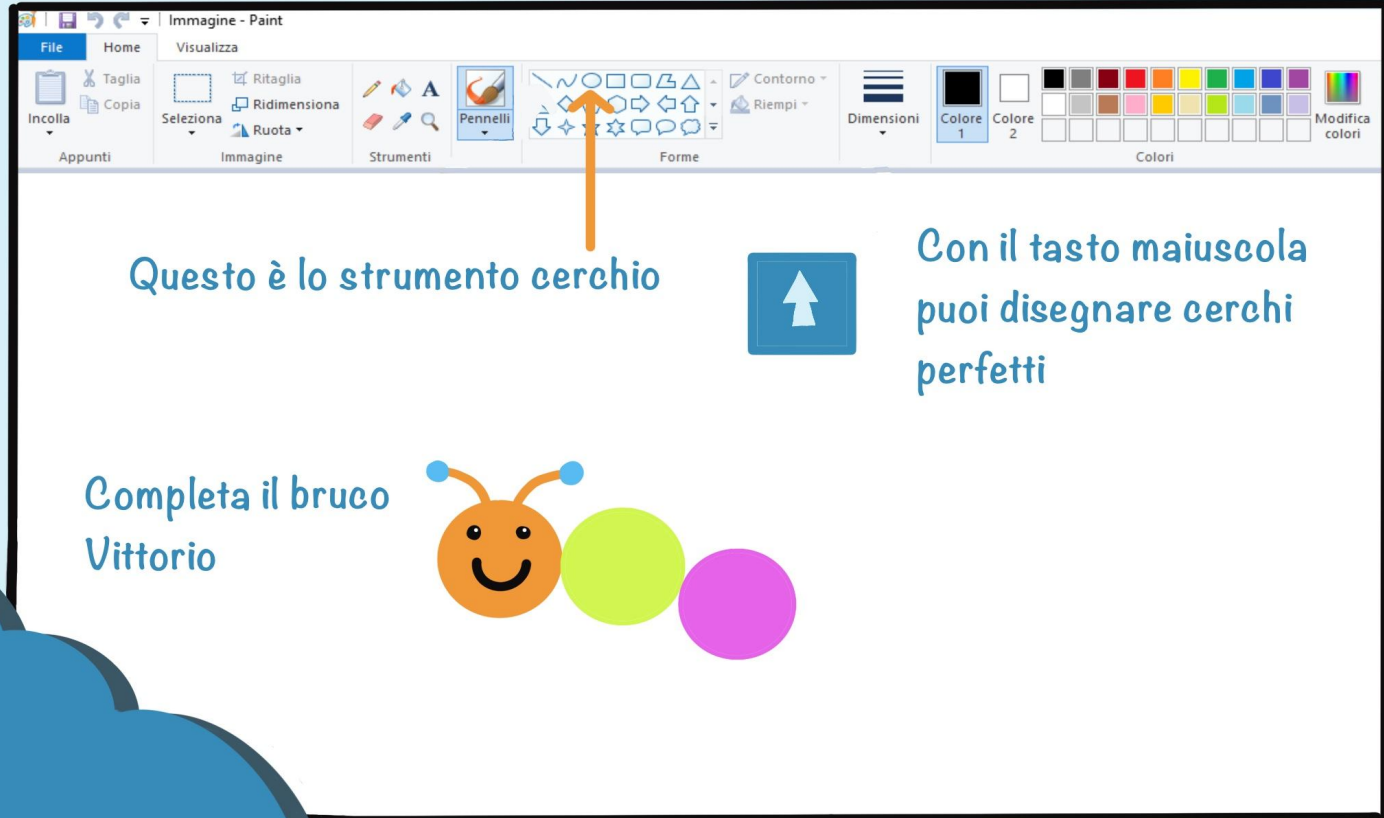 Immagine - Paint
File Home Visualizza
Taglia
Copia
Incolla
Appunti
Seleziona
Ritaglia
Ridimensiona
Ruota
Immagine
A
Strumenti
Pennelli
Contorno
Riempi
Forme
Dimensioni
Colore 1
Colore 2
Colori
Modifica colori
Questo è lo strumento cerchio
Con il tasto maiuscola
puoi disegnare cerchi
perfetti
Completa il bruco
Vittorio